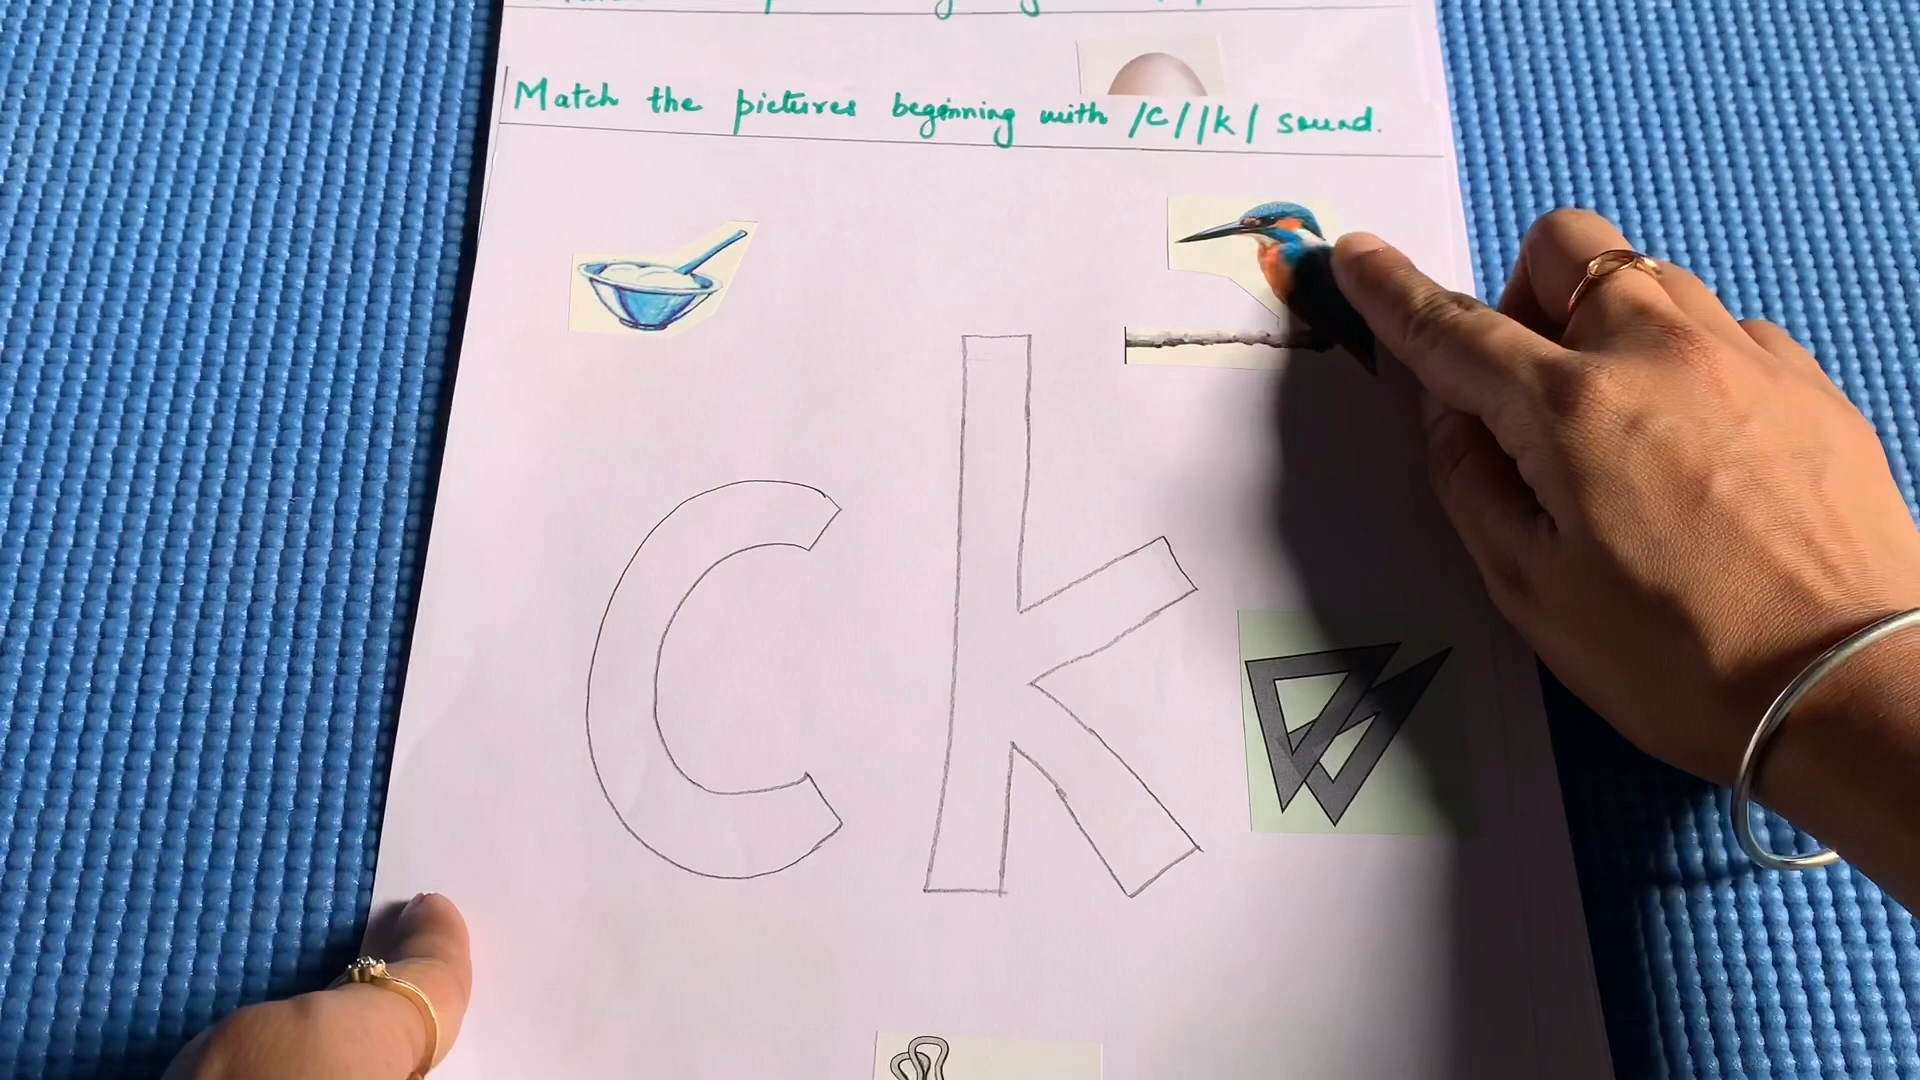 Match the pictures beginning with /c//k/ sound.
c k